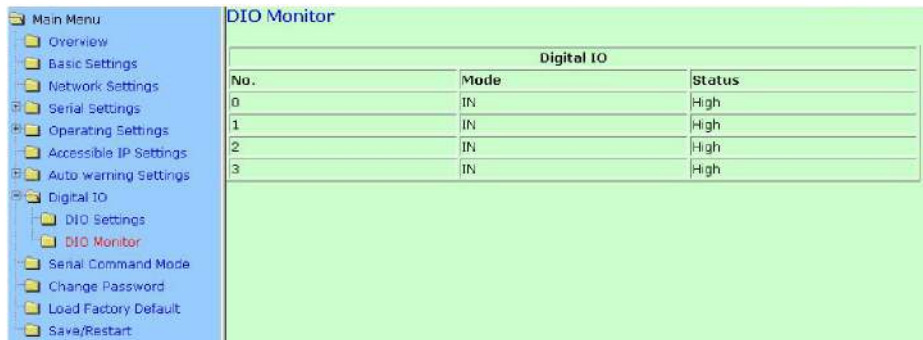 Main Menu
Overview
Basic Settings
Network Settings
Serial Settings
Operating Settings
Accessible IP Settings
Auto warning Settings
Digital IO
DIO Settings
DIO Monitor
Serial Command Mode
Change Password
Load Factory Default
Save/Restart
DIO Monitor
Digital IO
No. Mode Status
0 IN High
1 IN High
2 IN High
3 IN High